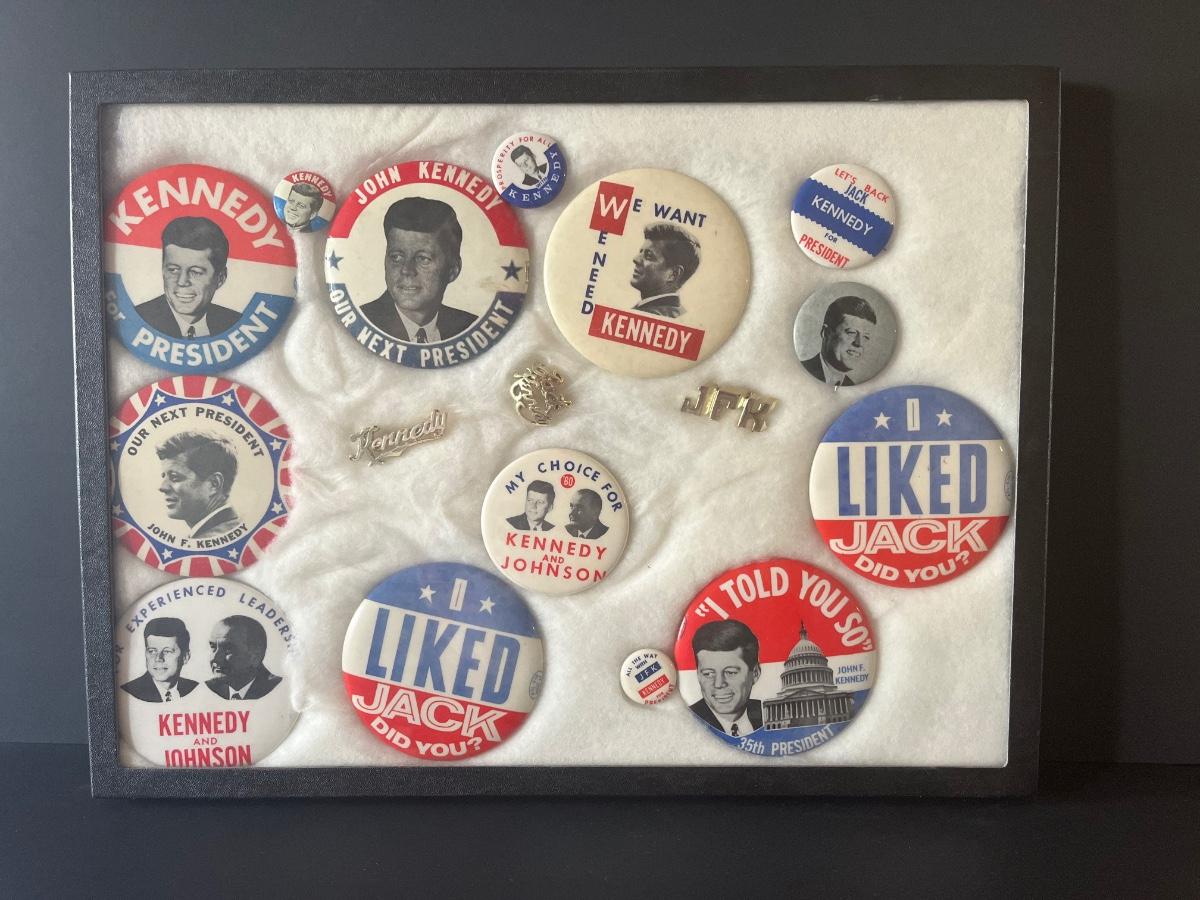 KENNEDY
FOR
PRESIDENT
KENNEDY
JOHN KENNEDY
OUR NEXT PRESIDENT
PROSPERITY FOR ALL
KENNEDY
WE WANT
WE NEED
KENNEDY
LET'S BACK
JACK
KENNEDY
FOR
PRESIDENT
OUR NEXT PRESIDENT
JOHN F. KENNEDY
Kennedy
JFK
MY CHOICE FOR
'60
KENNEDY
AND
JOHNSON
I
LIKED
JACK
DID YOU?
EXPERIENCED LEADERS
KENNEDY
AND
JOHNSON
I
LIKED
JACK
DID YOU?
ALL THE WAY
WITH
JFK
KENNEDY
FOR
PRESIDENT
"I TOLD YOU SO"
JOHN F.
KENNEDY
35th PRESIDENT